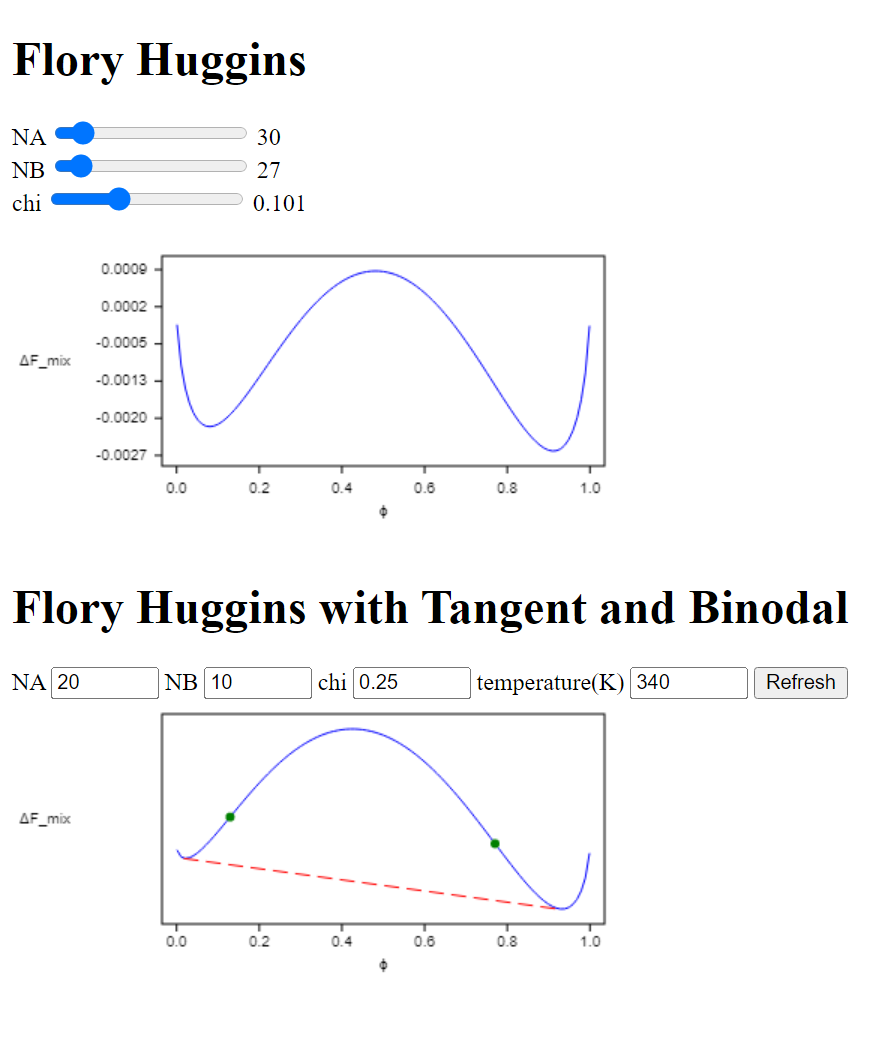 Flory Huggins
NA 30
NB 27
chi 0.101
0.0009
0.0002
-0.0005
ΔF_mix
-0.0013
-0.0020
-0.0027
0.0 0.2 0.4 0.6 0.8 1.0
ϕ
Flory Huggins with Tangent and Binodal
NA 20 NB 10 chi 0.25 temperature(K) 340 Refresh
ΔF_mix
0.0 0.2 0.4 0.6 0.8 1.0
ϕ